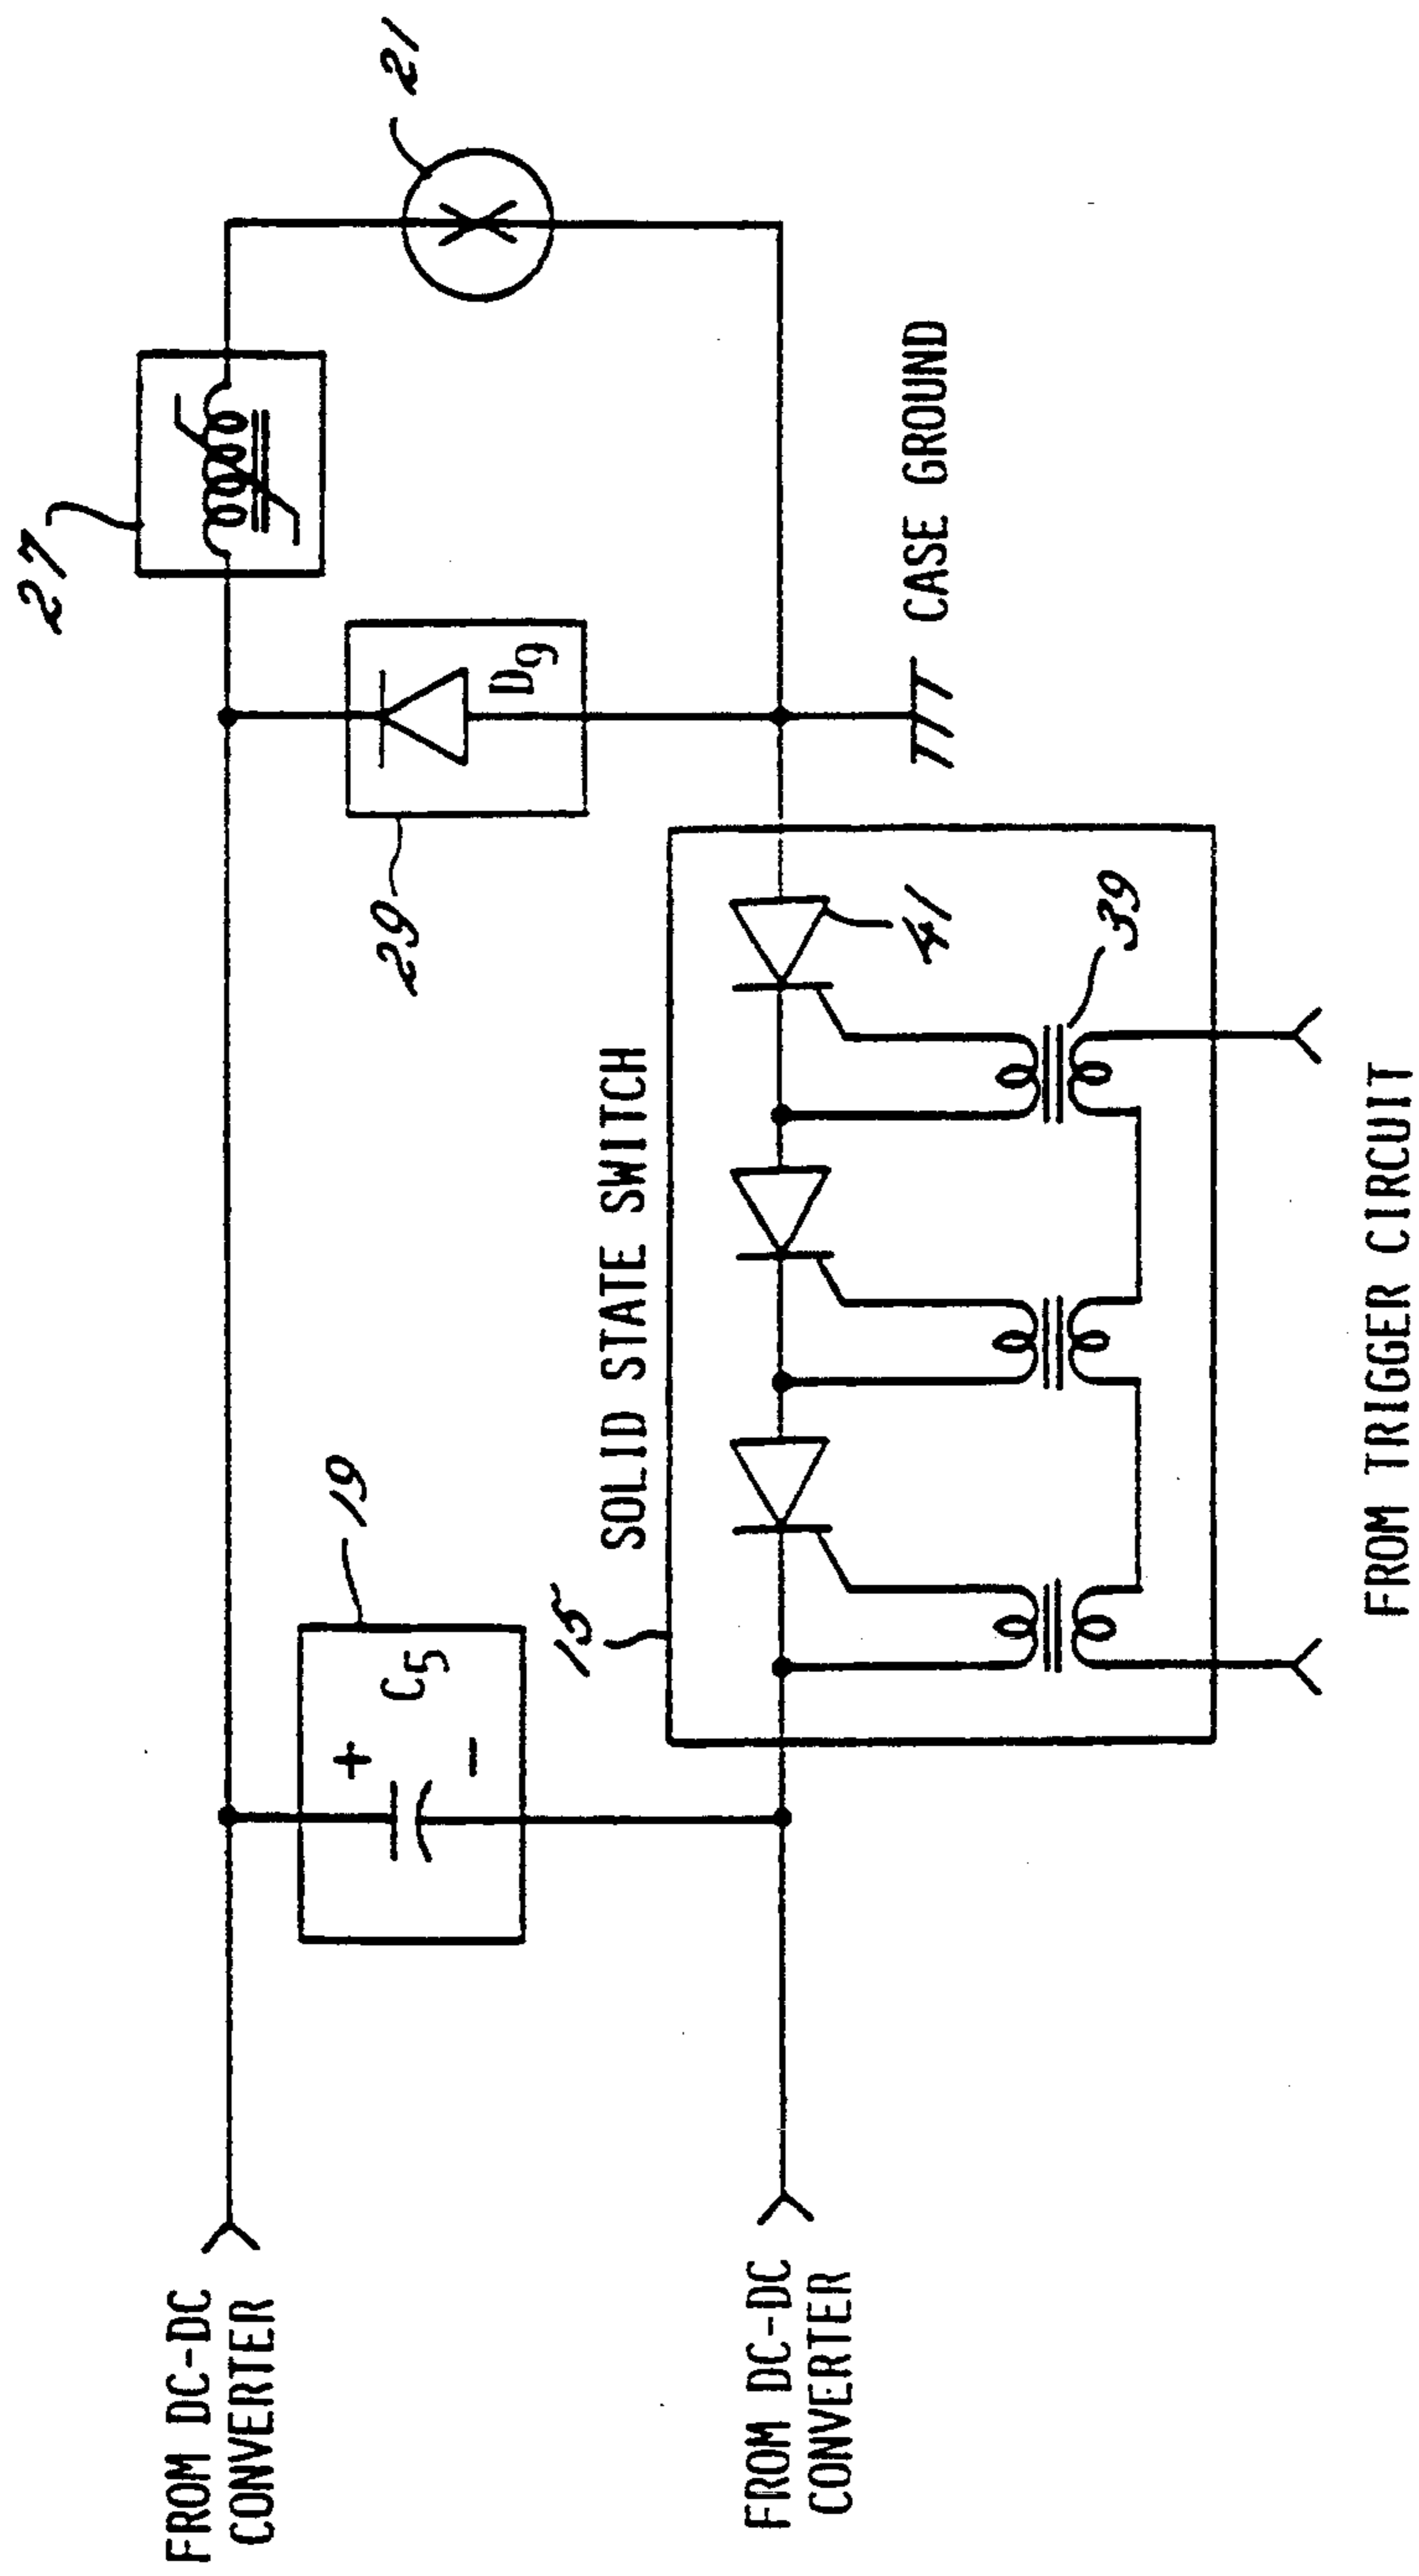 27
21
29
D9
CASE GROUND
19
+
C5
-
15
SOLID STATE SWITCH
41
39
FROM DC-DC
CONVERTER
FROM DC-DC
CONVERTER
FROM TRIGGER CIRCUIT